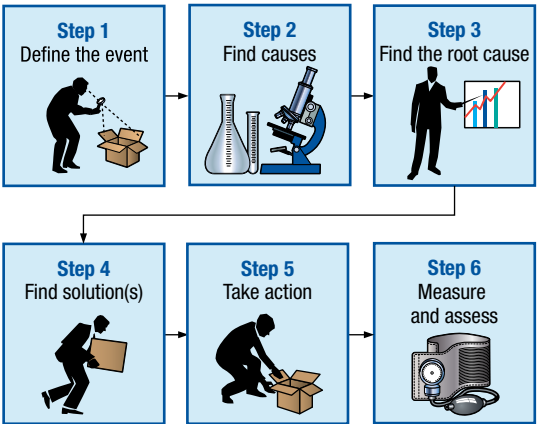 Step 1
Define the event
Step 2
Find causes
Step 3
Find the root cause
Step 4
Find solution(s)
Step 5
Take action
Step 6
Measure
and assess